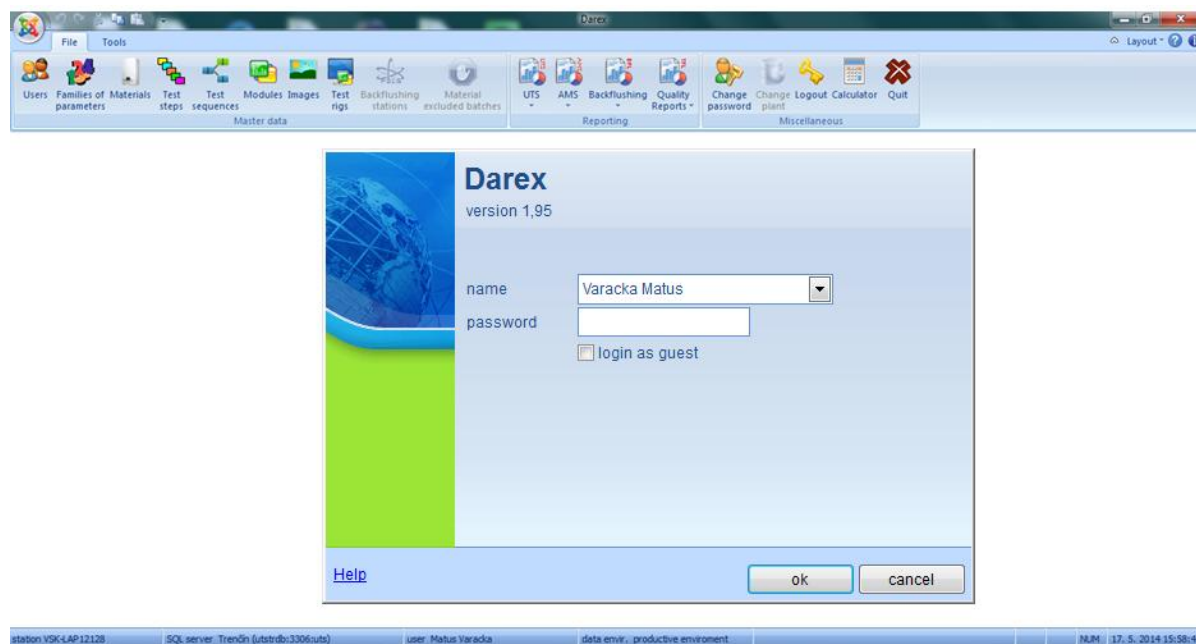 Darex
File Tools
Layout
Users Families of parameters Materials Test steps Test sequences Modules Images Test rigs Backflushing stations Material excluded batches
UTS AMS Backflushing Quality Reports
Change password Change plant Logout Calculator Quit
Master data Reporting Miscellaneous
Darex
version 1,95
name Varacka Matus
password
login as guest
Help ok cancel
station VSK-LAP12128 SQL server Trenčín (utstrdb:3306:uts) user Matus Varacka data envir. productive enviroment NUM 17. 5. 2014 15:58:4